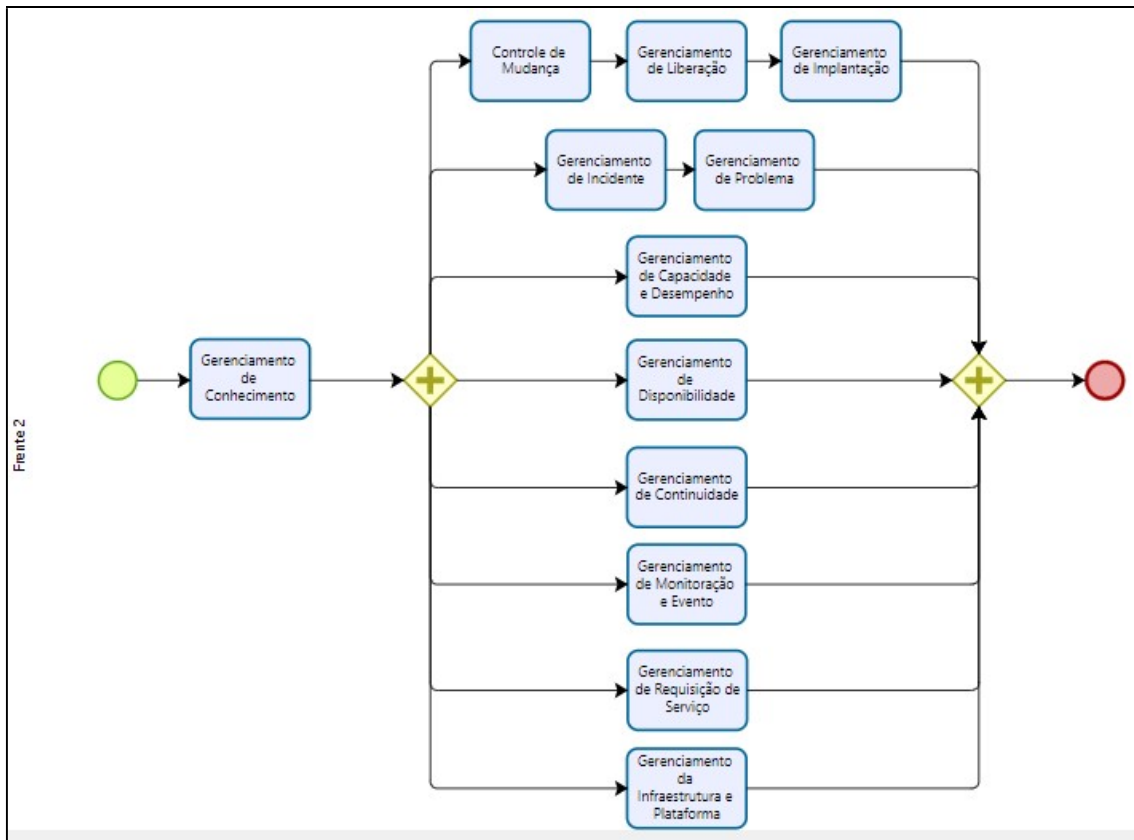 Controle de
Mudança
Gerenciamento
de Liberação
Gerenciamento
de Implantação
Gerenciamento
de Incidente
Gerenciamento
de Problema
Gerenciamento
de Capacidade
e Desempenho
Gerenciamento
de
Conhecimento
Gerenciamento
de
Disponibilidade
Frente 2
Gerenciamento
de Continuidade
Gerenciamento
de Monitoração
e Evento
Gerenciamento
de Requisição de
Serviço
Gerenciamento
da
Infraestrutura e
Plataforma